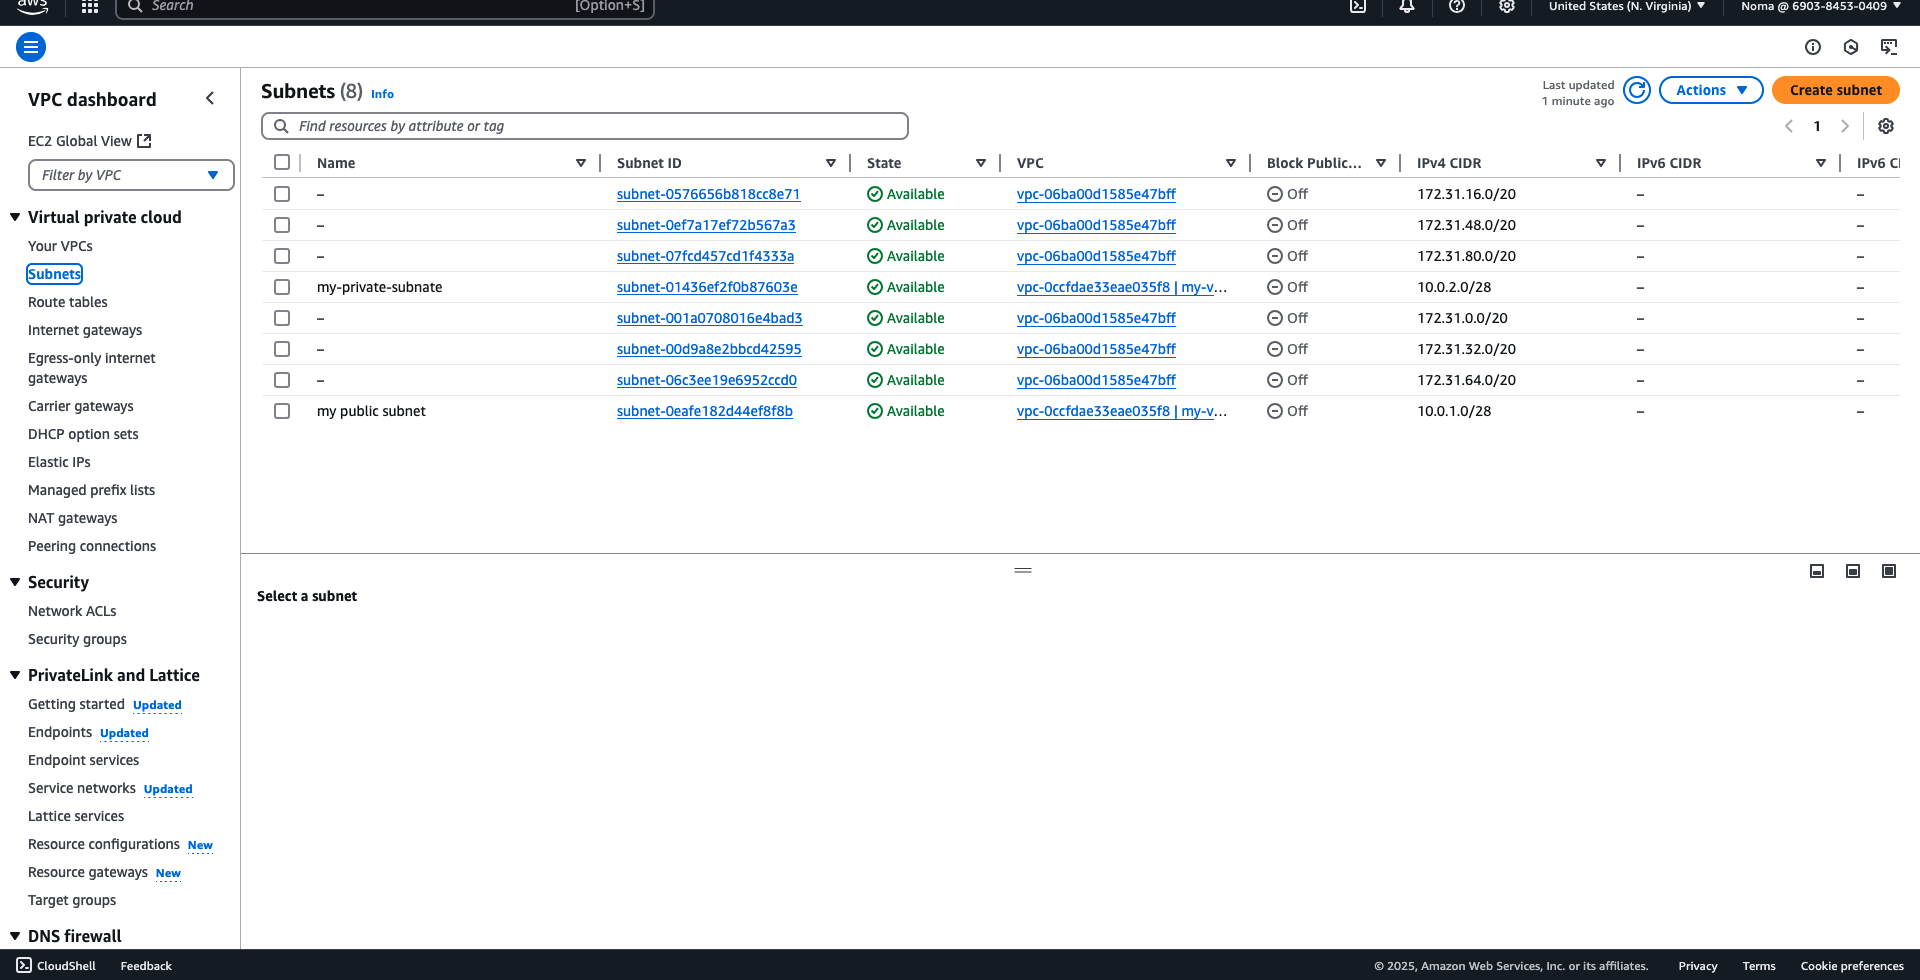 aws
Search
[Option+S]
United States (N. Virginia)
Noma @ 6903-8453-0409
VPC dashboard
EC2 Global View
Filter by VPC
Virtual private cloud
Your VPCs
Subnets
Route tables
Internet gateways
Egress-only internet
gateways
Carrier gateways
DHCP option sets
Elastic IPs
Managed prefix lists
NAT gateways
Peering connections
Security
Network ACLs
Security groups
PrivateLink and Lattice
Getting started Updated
Endpoints Updated
Endpoint services
Service networks Updated
Lattice services
Resource configurations New
Resource gateways New
Target groups
DNS firewall
Subnets (8) Info
Last updated
1 minute ago
Actions
Create subnet
Find resources by attribute or tag
1
Name Subnet ID State VPC Block Public... IPv4 CIDR IPv6 CIDR IPv6 CI
– subnet-0576656b818cc8e71 Available vpc-06ba00d1585e47bff Off 172.31.16.0/20 – –
– subnet-0ef7a17ef72b567a3 Available vpc-06ba00d1585e47bff Off 172.31.48.0/20 – –
– subnet-07fcd457cd1f4333a Available vpc-06ba00d1585e47bff Off 172.31.80.0/20 – –
my-private-subnate subnet-01436ef2f0b87603e Available vpc-0ccfdae33eae035f8 | my-v... Off 10.0.2.0/28 – –
– subnet-001a0708016e4bad3 Available vpc-06ba00d1585e47bff Off 172.31.0.0/20 – –
– subnet-00d9a8e2bbcd42595 Available vpc-06ba00d1585e47bff Off 172.31.32.0/20 – –
– subnet-06c3ee19e6952ccd0 Available vpc-06ba00d1585e47bff Off 172.31.64.0/20 – –
my public subnet subnet-0eafe182d44ef8f8b Available vpc-0ccfdae33eae035f8 | my-v... Off 10.0.1.0/28 – –
Select a subnet
CloudShell Feedback © 2025, Amazon Web Services, Inc. or its affiliates. Privacy Terms Cookie preferences